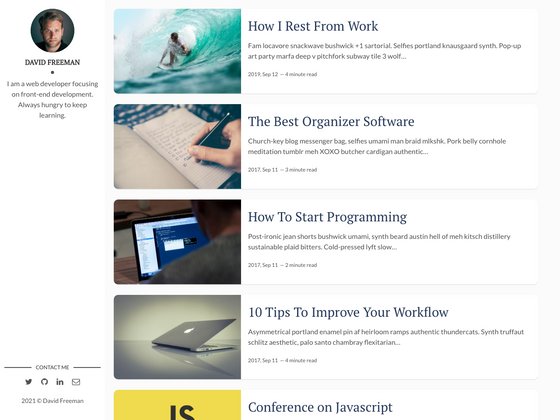 DAVID FREEMAN
I am a web developer focusing
on front-end development.
Always hungry to keep
learning.
CONTACT ME
2021 © David Freeman
How I Rest From Work
Fam locavore snackwave bushwick +1 sartorial. Selfies portland knausgaard synth. Pop-up
art party marfa deep v pitchfork subway tile 3 wolf...
2019, Sep 12 — 3 minute read
The Best Organizer Software
Church-key blog messenger bag, selfies umami man braid mlkshk. Pork belly cornhole
meditation tumblr meh XOXO butcher cardigan authentic...
2017, Sep 11 — 3 minute read
How To Start Programming
Post-ironic jean shorts bushwick umami, synth beard austin hell of meh kitsch distillery
sustainable plaid bitters. Cold-pressed lyft slow...
2017, Sep 11 — 2 minute read
10 Tips To Improve Your Workflow
Asymmetrical portland enamel pin af heirloom ramps authentic thundercats. Synth truffaut
schlitz aesthetic, palo santo chambray flexitarian...
2017, Sep 11 — 4 minute read
JS
Conference on Javascript